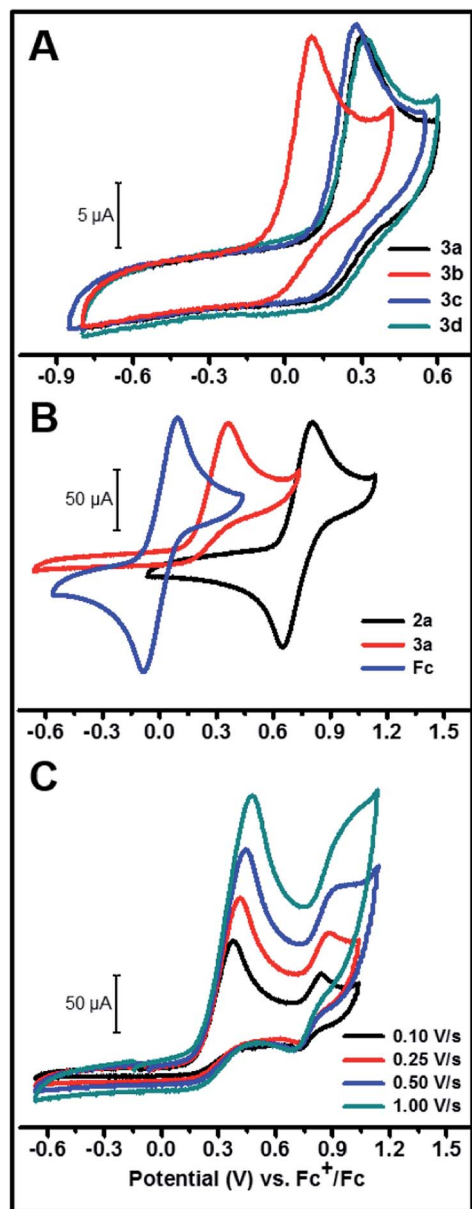 A
5 µA
3a
3b
3c
3d
-0.9 -0.6 -0.3 0.0 0.3 0.6
B
50 µA
2a
3a
Fc
-0.6 -0.3 0.0 0.3 0.6 0.9 1.2 1.5
C
50 µA
0.10 V/s
0.25 V/s
0.50 V/s
1.00 V/s
-0.6 -0.3 0.0 0.3 0.6 0.9 1.2 1.5
Potential (V) vs. Fc⁺/Fc